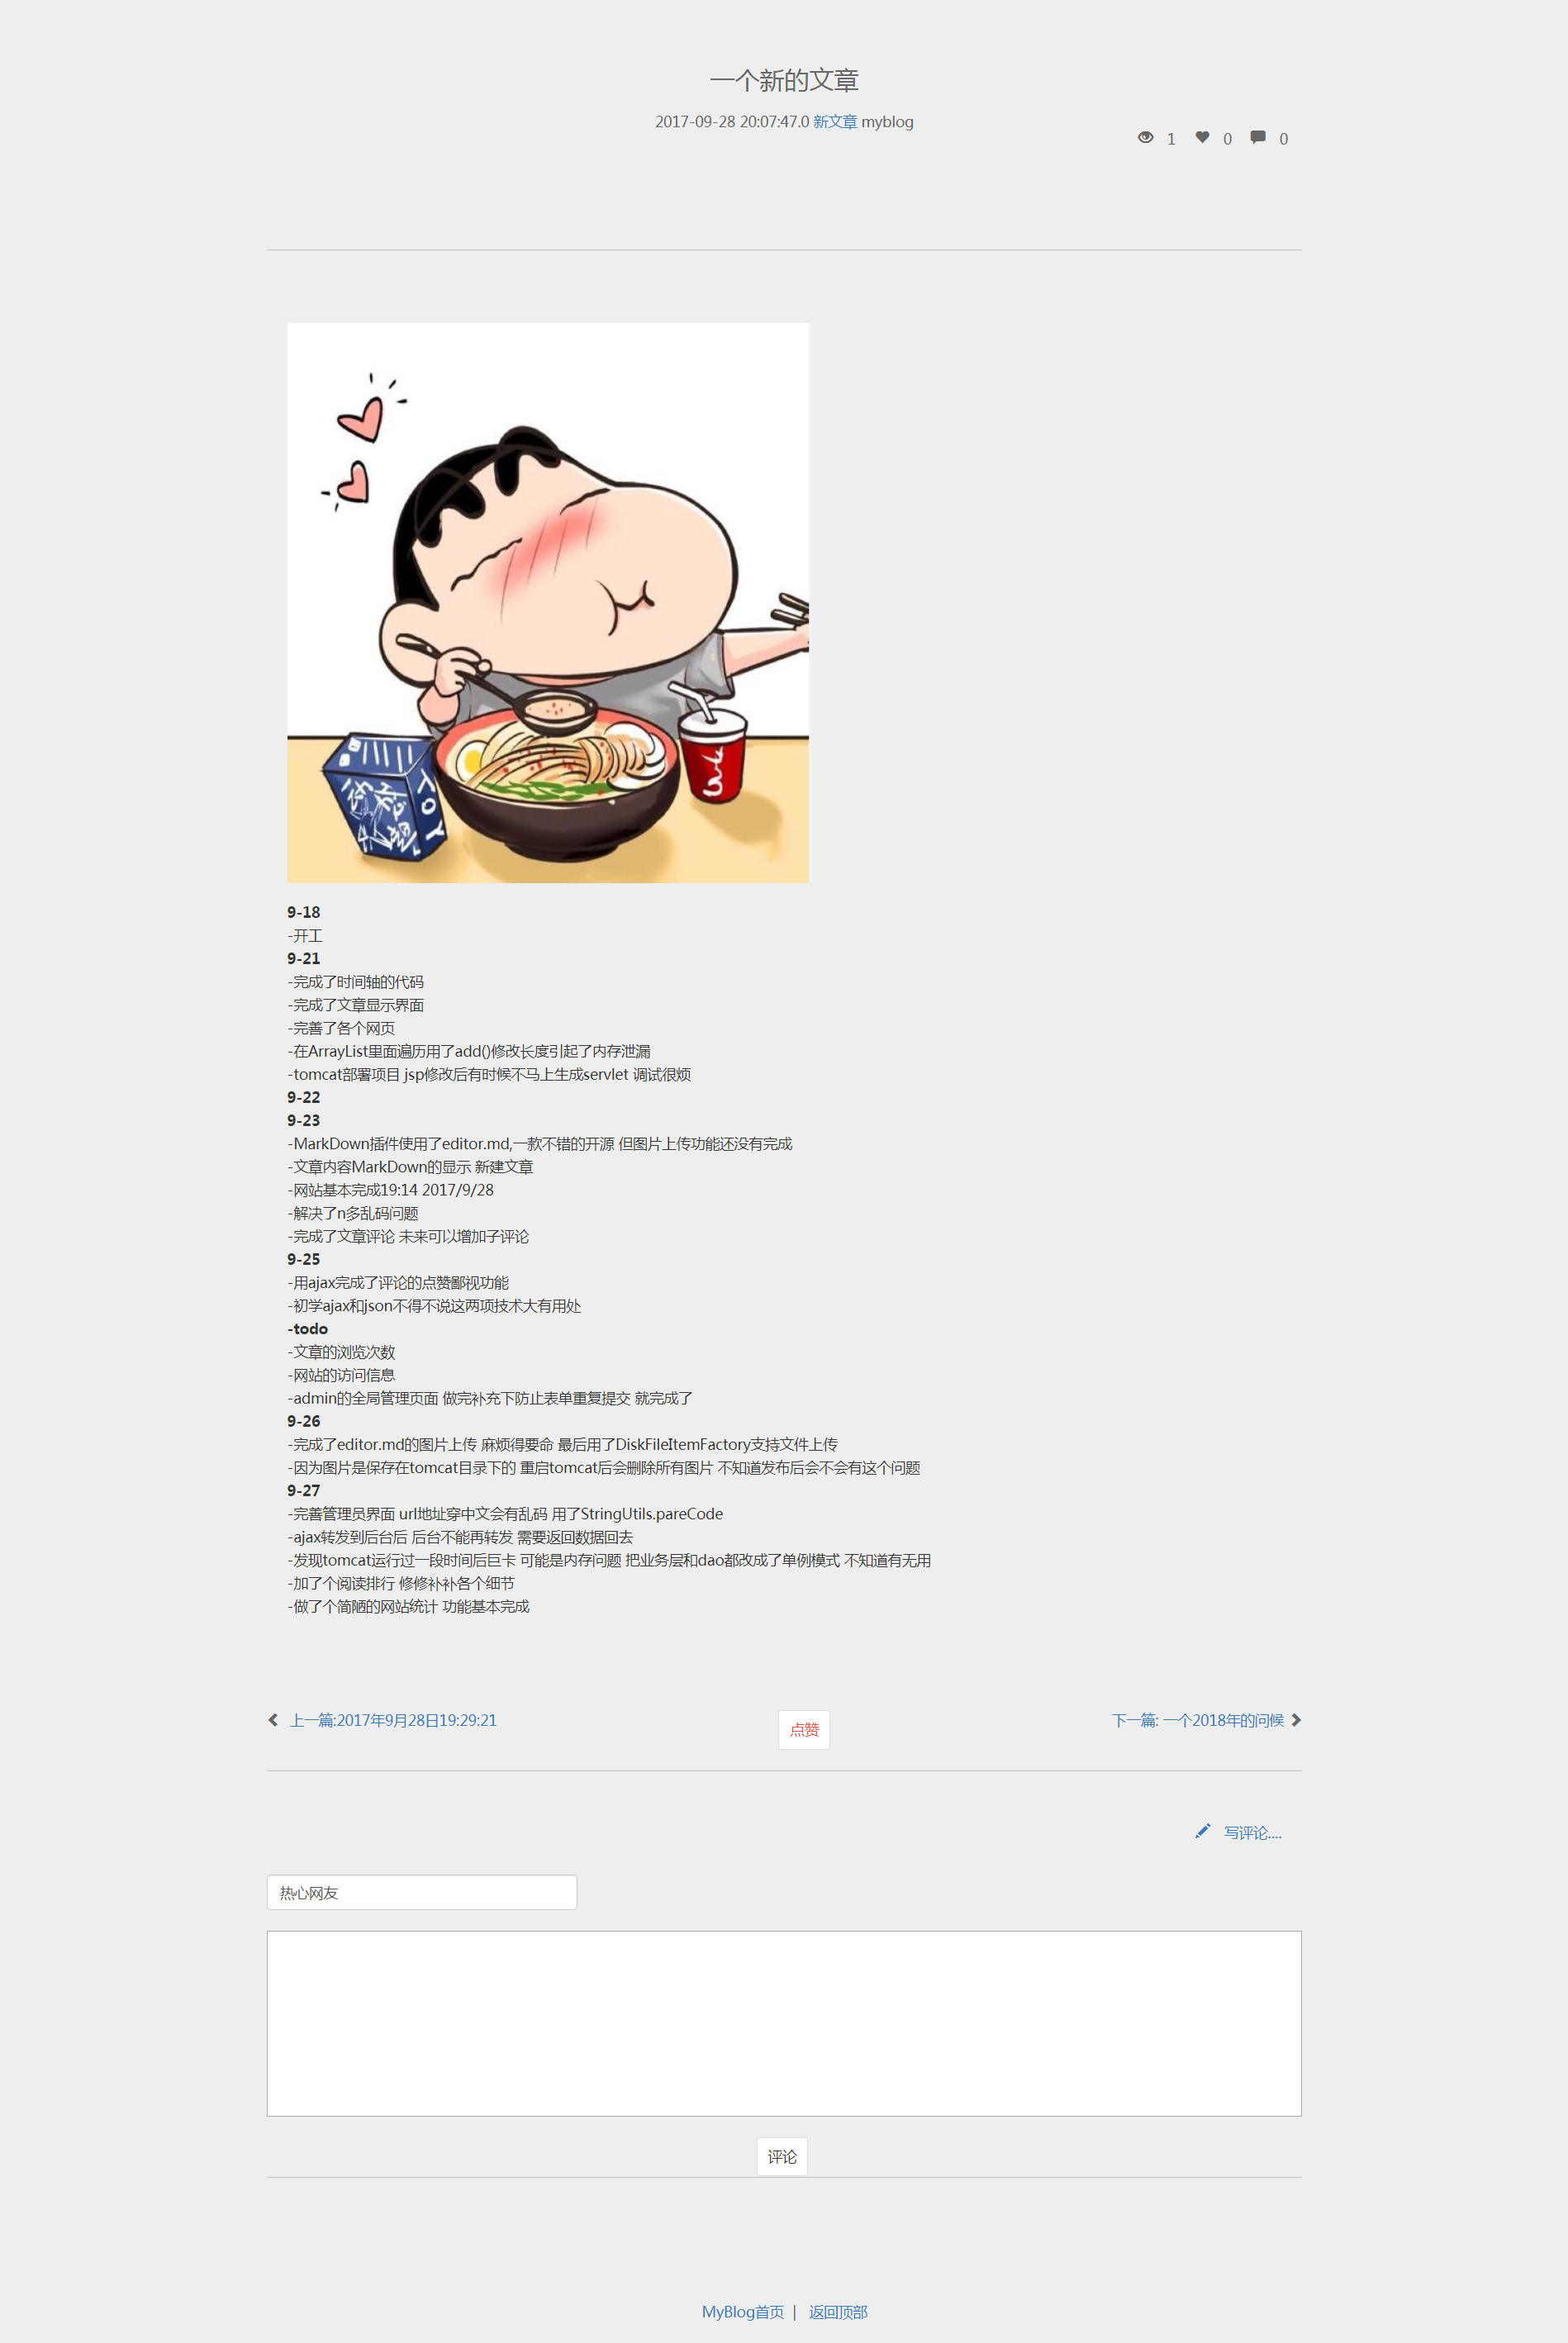 一个新的文章
2017-09-28 20:07:47.0 新文章 myblog
1 0 0
TOY
9-18
-开工
9-21
-完成了时间轴的代码
-完成了文章显示界面
-完善了各个网页
-在ArrayList里面遍历用了add()修改长度引起了内存泄漏
-tomcat部署项目 jsp修改后有时候不马上生成servlet 调试很烦
9-22
9-23
-MarkDown插件使用了editor.md,一款不错的开源 但图片上传功能还没有完成
-文章内容MarkDown的显示 新建文章
-网站基本完成19:14 2017/9/28
-解决了n多乱码问题
-完成了文章评论 未来可以增加子评论
9-25
-用ajax完成了评论的点赞鄙视功能
-初学ajax和json不得不说这两项技术大有用处
-todo
-文章的浏览次数
-网站的访问信息
-admin的全局管理页面 做完补充下防止表单重复提交 就完成了
9-26
-完成了editor.md的图片上传 麻烦得要命 最后用了DiskFileItemFactory支持文件上传
-因为图片是保存在tomcat目录下的 重启tomcat后会删除所有图片 不知道发布后会不会有这个问题
9-27
-完善管理员界面 url地址穿中文会有乱码 用了StringUtils.pareCode
-ajax转发到后台后 后台不能再转发 需要返回数据回去
-发现tomcat运行过一段时间后巨卡 可能是内存问题 把业务层和dao都改成了单例模式 不知道有无用
-加了个阅读排行 修修补补各个细节
-做了个简陋的网站统计 功能基本完成
上一篇:2017年9月28日19:29:21
点赞
下一篇: 一个2018年的问候
写评论....
热心网友
评论
MyBlog首页 | 返回顶部